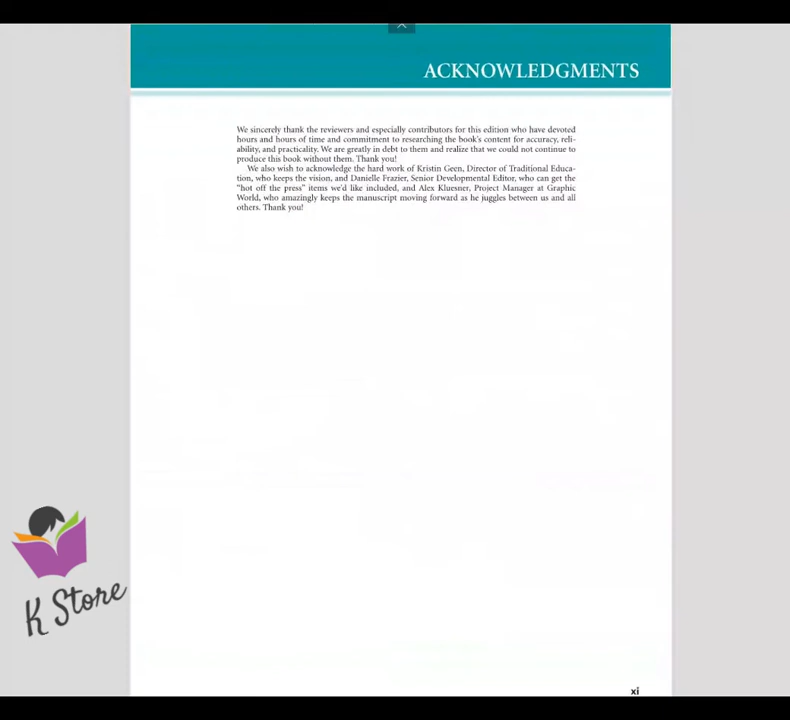 ACKNOWLEDGMENTS
We sincerely thank the reviewers and especially contributors for this edition who have devoted
hours and hours of time and commitment to researching the book's content for accuracy, reli-
ability, and practicality. We are greatly in debt to them and realize that we could not continue to
produce this book without them. Thank you!
We also wish to acknowledge the hard work of Kristin Geen, Director of Traditional Educa-
tion, who keeps the vision, and Danielle Frazier, Senior Developmental Editor, who can get the
"hot off the press" items we'd like included, and Alex Kluesner, Project Manager at Graphic
World, who amazingly keeps the manuscript moving forward as he juggles between us and all
others. Thank you!
K Store
xi